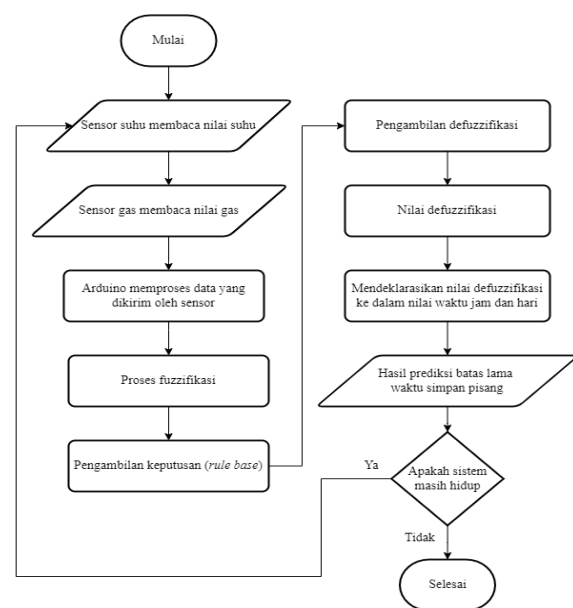 Mulai
Sensor suhu membaca nilai suhu
Sensor gas membaca nilai gas
Arduino memproses data yang
dikirim oleh sensor
Proses fuzzifikasi
Pengambilan keputusan (rule base)
Pengambilan defuzzifikasi
Nilai defuzzifikasi
Mendeklarasikan nilai defuzzifikasi
ke dalam nilai waktu jam dan hari
Hasil prediksi batas lama
waktu simpan pisang
Apakah sistem
masih hidup
Ya
Tidak
Selesai